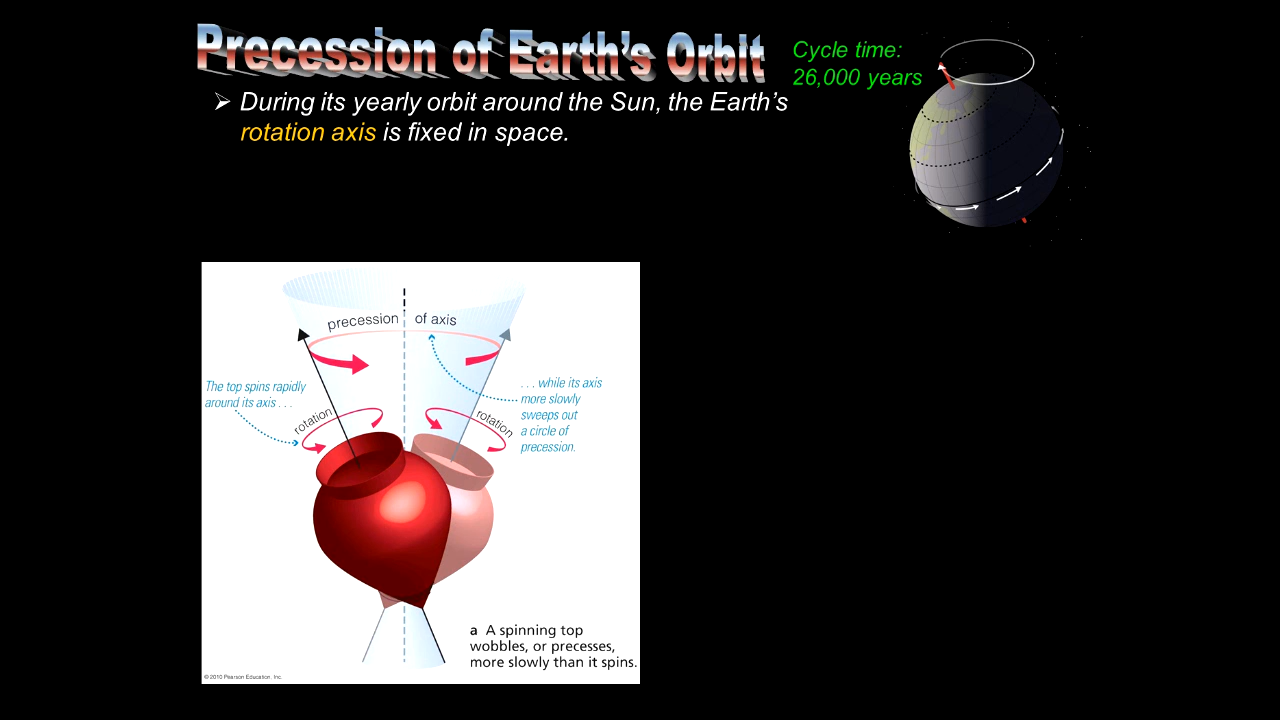 Precession of Earth's Orbit
Cycle time:
26,000 years
➢ During its yearly orbit around the Sun, the Earth's
rotation axis is fixed in space.
precession of axis
The top spins rapidly
around its axis . . .
. . . while its axis
more slowly
sweeps out
a circle of
precession.
rotation
rotation
a A spinning top
wobbles, or precesses,
more slowly than it spins.
© 2010 Pearson Education, Inc.